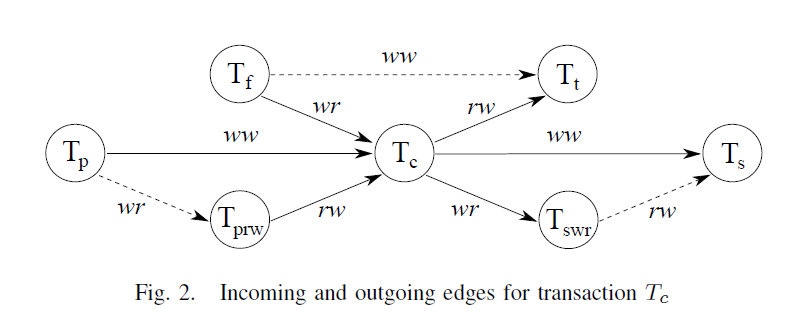 ww
T_f
T_t
wr
rw
ww
ww
T_p
T_c
T_s
wr
rw
wr
rw
T_prw
T_swr
Fig. 2. Incoming and outgoing edges for transaction T_c